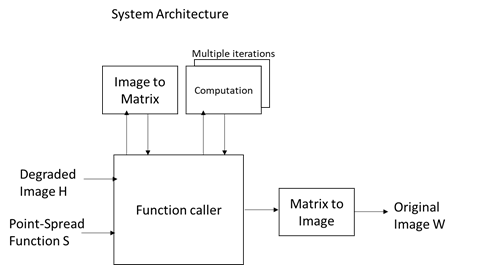 System Architecture
Multiple iterations
Image to
Matrix
Computation
Degraded
Image H
Point-Spread
Function S
Function caller
Matrix to
Image
Original
Image W